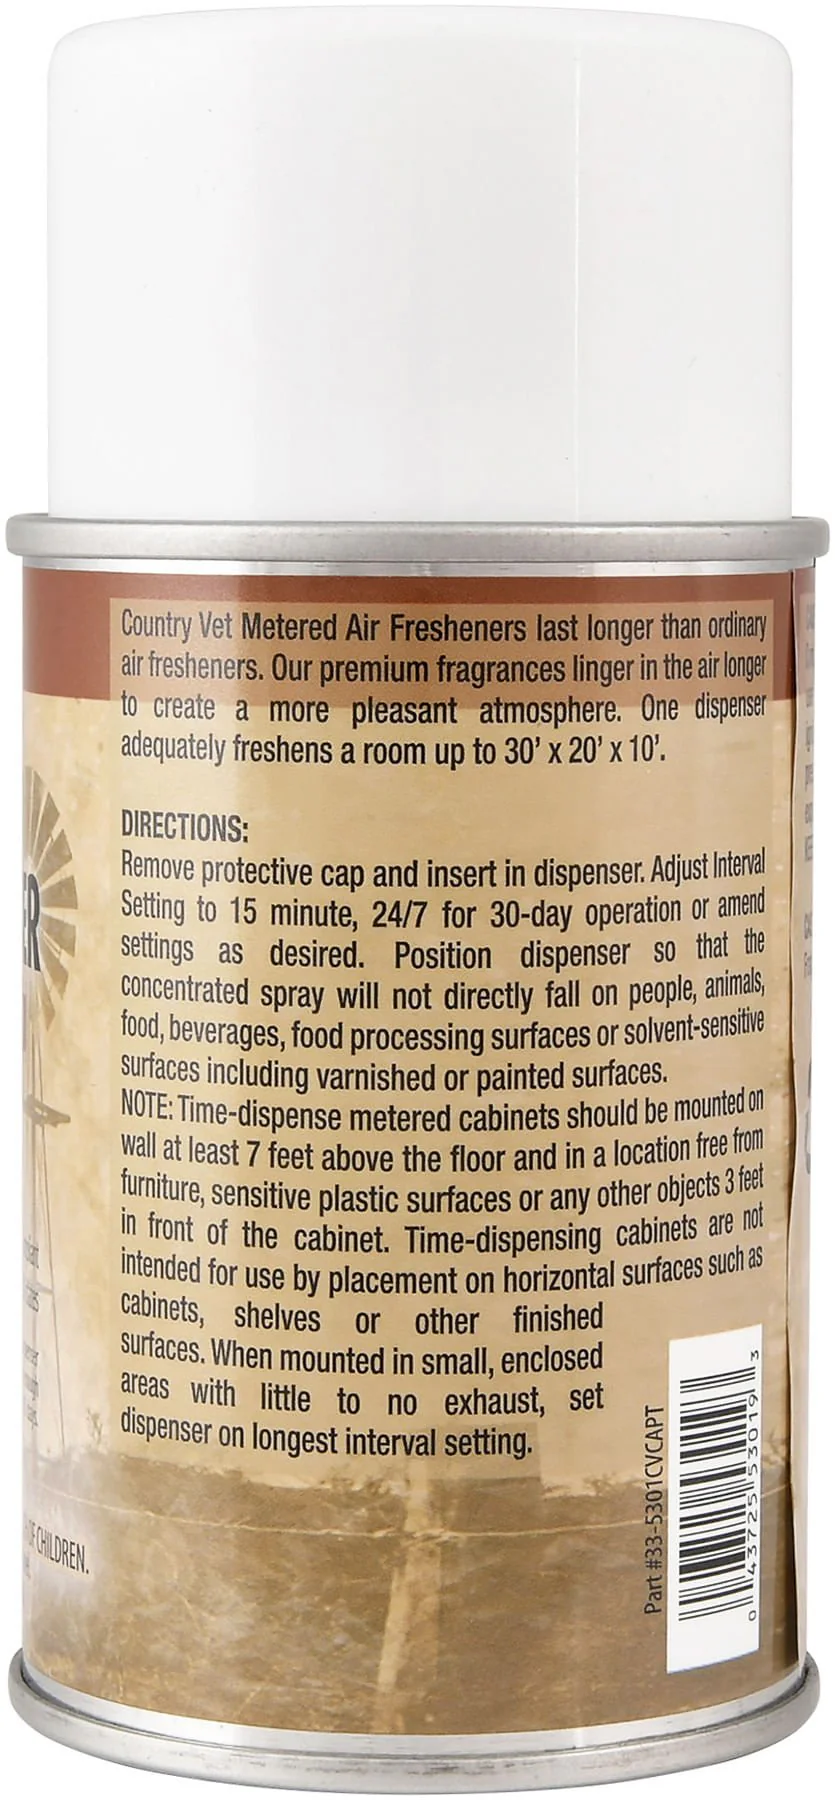 Country Vet Metered Air Fresheners last longer than ordinary
air fresheners. Our premium fragrances linger in the air longer
to create a more pleasant atmosphere. One dispenser
adequately freshens a room up to 30' x 20' x 10'.
DIRECTIONS:
Remove protective cap and insert in dispenser. Adjust Interval
Setting to 15 minute, 24/7 for 30-day operation or amend
settings as desired. Position dispenser so that the
concentrated spray will not directly fall on people, animals,
food, beverages, food processing surfaces or solvent-sensitive
surfaces including varnished or painted surfaces.
NOTE: Time-dispense metered cabinets should be mounted on
wall at least 7 feet above the floor and in a location free from
furniture, sensitive plastic surfaces or any other objects 3 feet
in front of the cabinet. Time-dispensing cabinets are not
intended for use by placement on horizontal surfaces such as
cabinets, shelves or other finished
surfaces. When mounted in small, enclosed
areas with little to no exhaust, set
dispenser on longest interval setting.
Part #33-5301CVCAPT
0 43725 53019 3
OF CHILDREN.